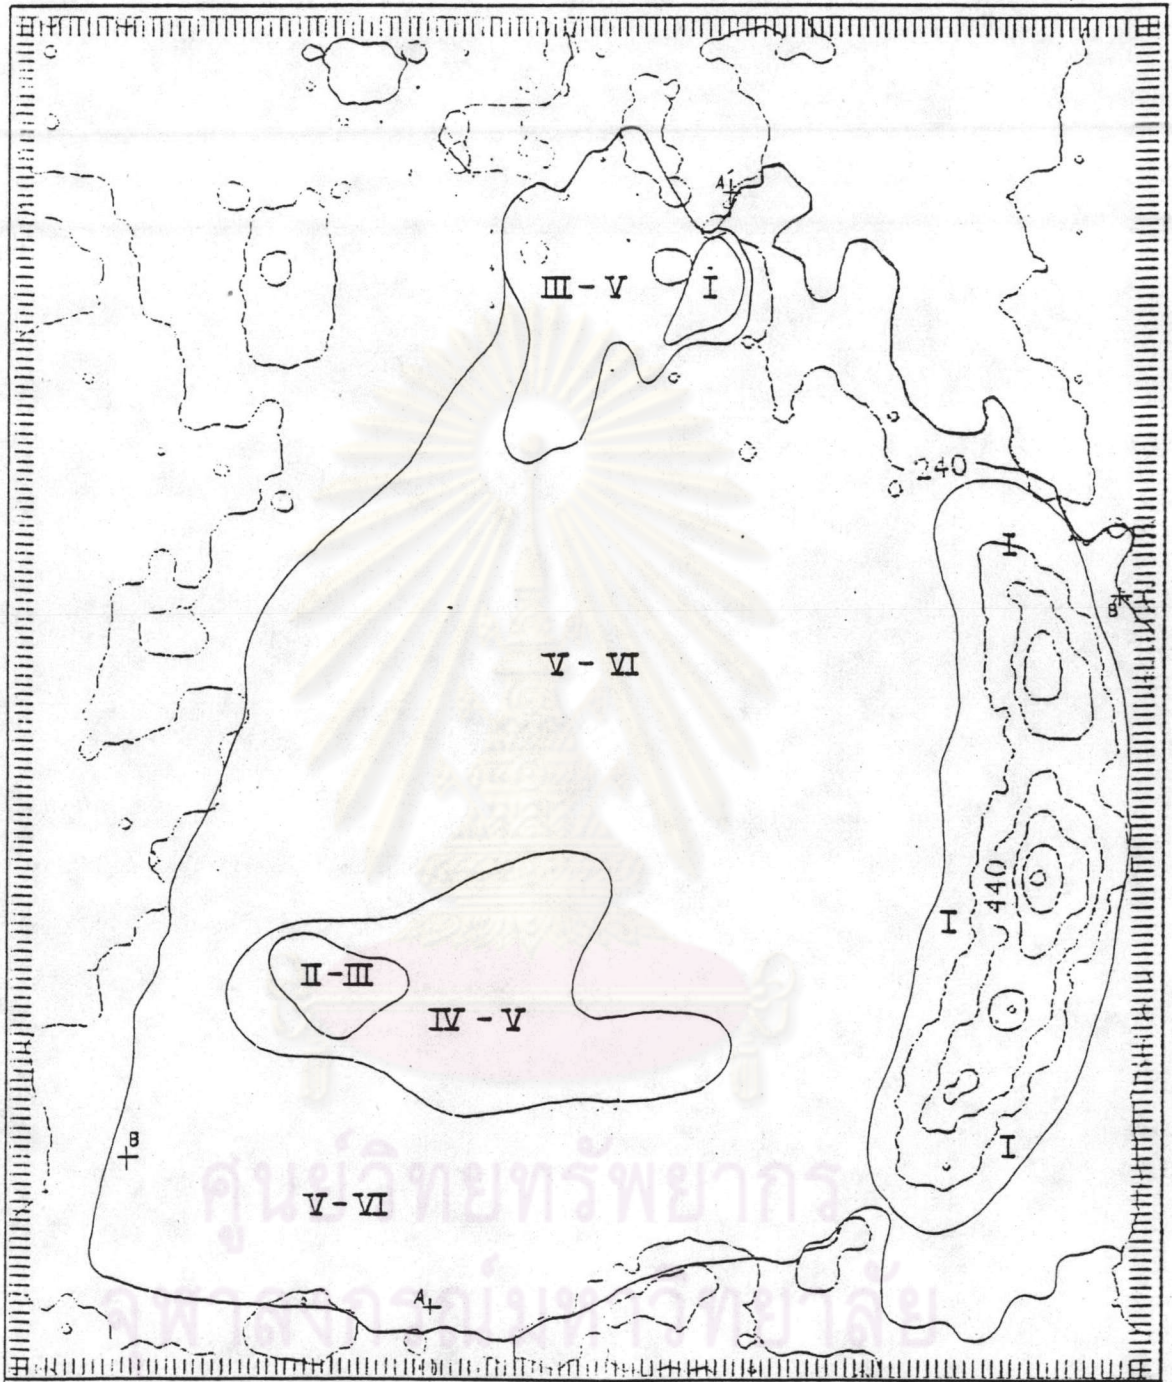 A
III - V
I
240
I
B
V - VI
440
I
II - III
IV - V
B
I
V - VI
A
ศูนย์วิทยทรัพยากร
จุฬาลงกรณ์มหาวิทยาลัย